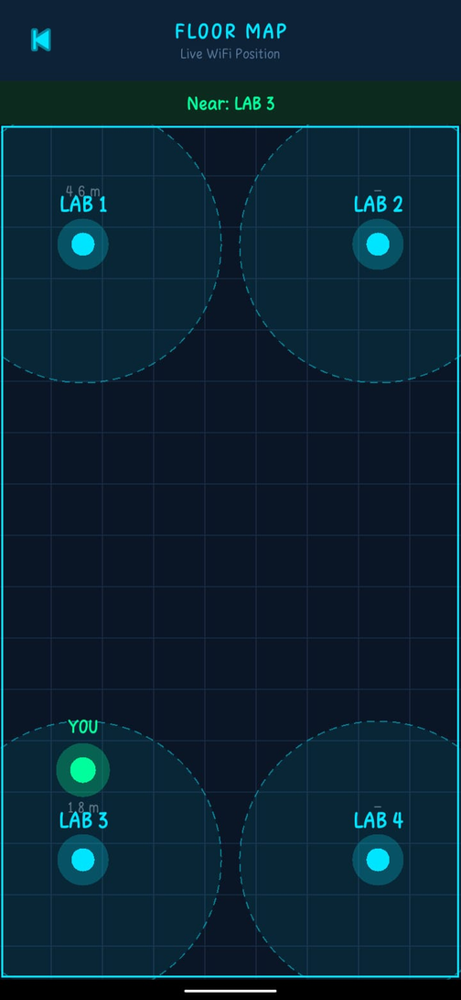 FLOOR MAP
Live WiFi Position
Near: LAB 3
4.6 m
–
LAB 1
LAB 2
YOU
1.8 m
–
LAB 3
LAB 4